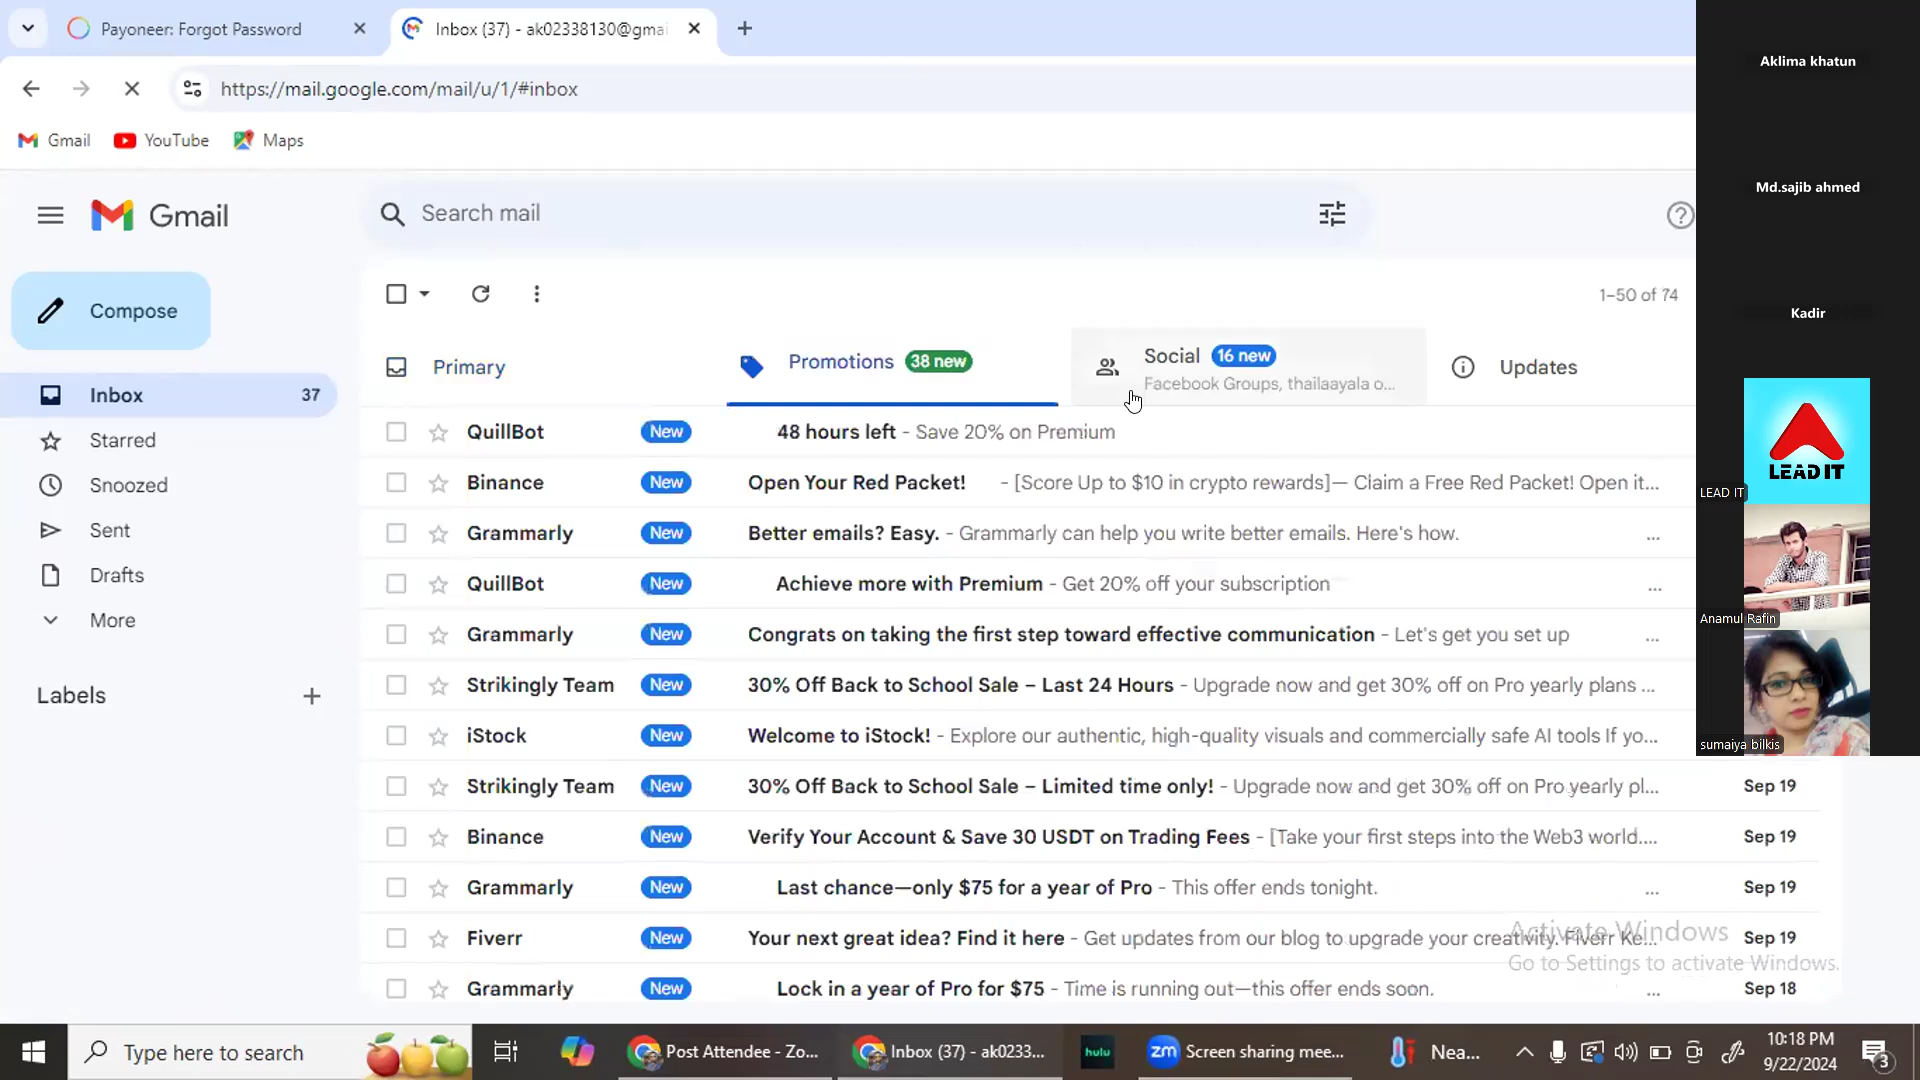 Payoneer: Forgot Password
Inbox (37) - ak02338130@gmai
https://mail.google.com/mail/u/1/#inbox
Gmail
YouTube
Maps
Gmail
Search mail
1–50 of 74
Compose
Inbox 37
Starred
Snoozed
Sent
Drafts
More
Labels
Primary
Promotions 38 new
Social 16 new
Facebook Groups, thailaayala o...
Updates
QuillBot New 48 hours left - Save 20% on Premium
Binance New Open Your Red Packet! - [Score Up to $10 in crypto rewards]— Claim a Free Red Packet! Open it...
Grammarly New Better emails? Easy. - Grammarly can help you write better emails. Here's how. ...
QuillBot New Achieve more with Premium - Get 20% off your subscription ...
Grammarly New Congrats on taking the first step toward effective communication - Let's get you set up ...
Strikingly Team New 30% Off Back to School Sale – Last 24 Hours - Upgrade now and get 30% off on Pro yearly plans ...
iStock New Welcome to iStock! - Explore our authentic, high-quality visuals and commercially safe AI tools If yo...
Strikingly Team New 30% Off Back to School Sale – Limited time only! - Upgrade now and get 30% off on Pro yearly pl... Sep 19
Binance New Verify Your Account & Save 30 USDT on Trading Fees - [Take your first steps into the Web3 world.... Sep 19
Grammarly New Last chance—only $75 for a year of Pro - This offer ends tonight. ... Sep 19
Fiverr New Your next great idea? Find it here - Get updates from our blog to upgrade your creativity. Fiverr Ke... Sep 19
Grammarly New Lock in a year of Pro for $75 - Time is running out—this offer ends soon. ... Sep 18
Activate Windows
Go to Settings to activate Windows.
Aklima khatun
Md.sajib ahmed
Kadir
LEAD IT
LEAD IT
Anamul Rafin
sumaiya bilkis
Type here to search
Post Attendee - Zo...
Inbox (37) - ak0233...
hulu
zm
Screen sharing mee...
Nea...
10:18 PM
9/22/2024
3